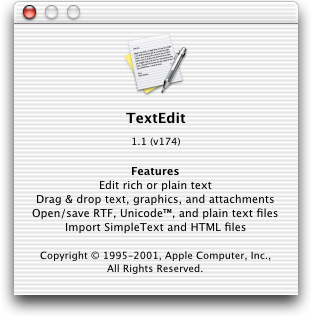 TextEdit
1.1 (v174)
Features
Edit rich or plain text
Drag & drop text, graphics, and attachments
Open/save RTF, Unicode™, and plain text files
Import SimpleText and HTML files
Copyright © 1995-2001, Apple Computer, Inc.,
All Rights Reserved.